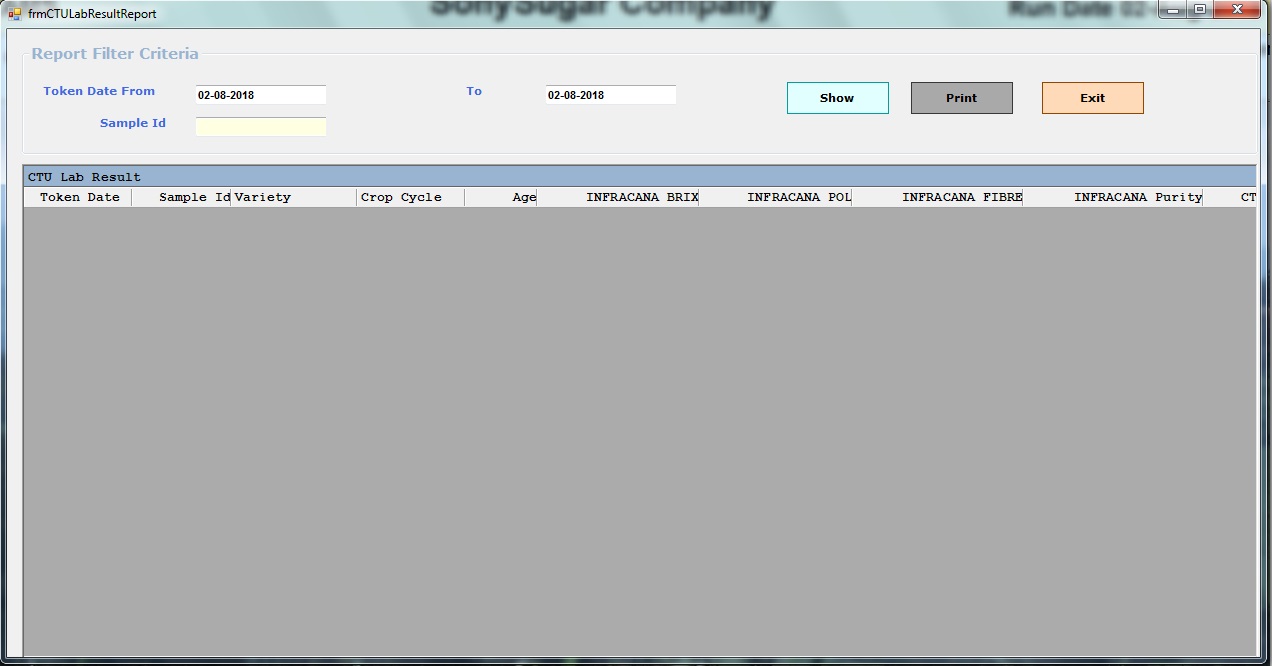 SonySugar Company
Run Date 02-
frmCTULabResultReport
Report Filter Criteria
Token Date From 02-08-2018 To 02-08-2018 Show Print Exit
Sample Id
CTU Lab Result
Token Date Sample Id Variety Crop Cycle Age INFRACANA BRIX INFRACANA POL INFRACANA FIBRE INFRACANA Purity CT